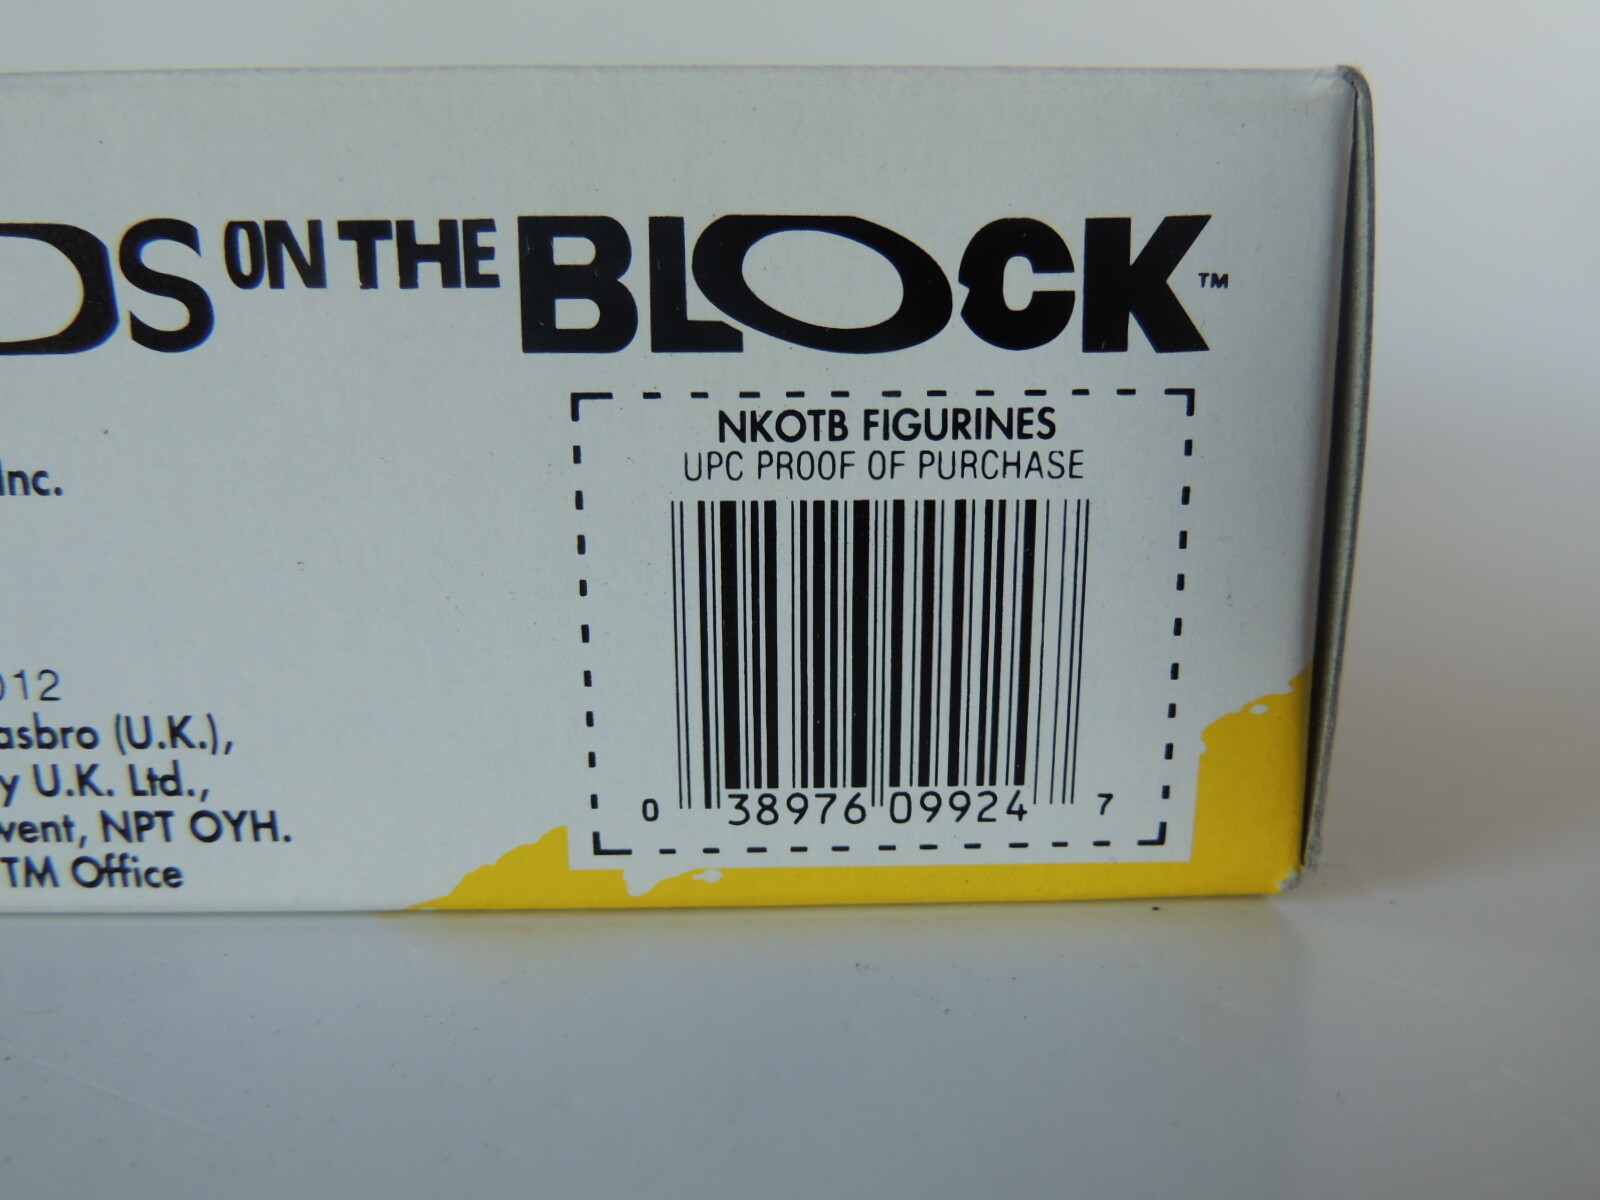 DS ON THE BLOCK™
NKOTB FIGURINES
UPC PROOF OF PURCHASE
Inc.
012
asbro (U.K.),
y U.K. Ltd.,
vent, NPT OYH.
TM Office
0 38976 09924 7